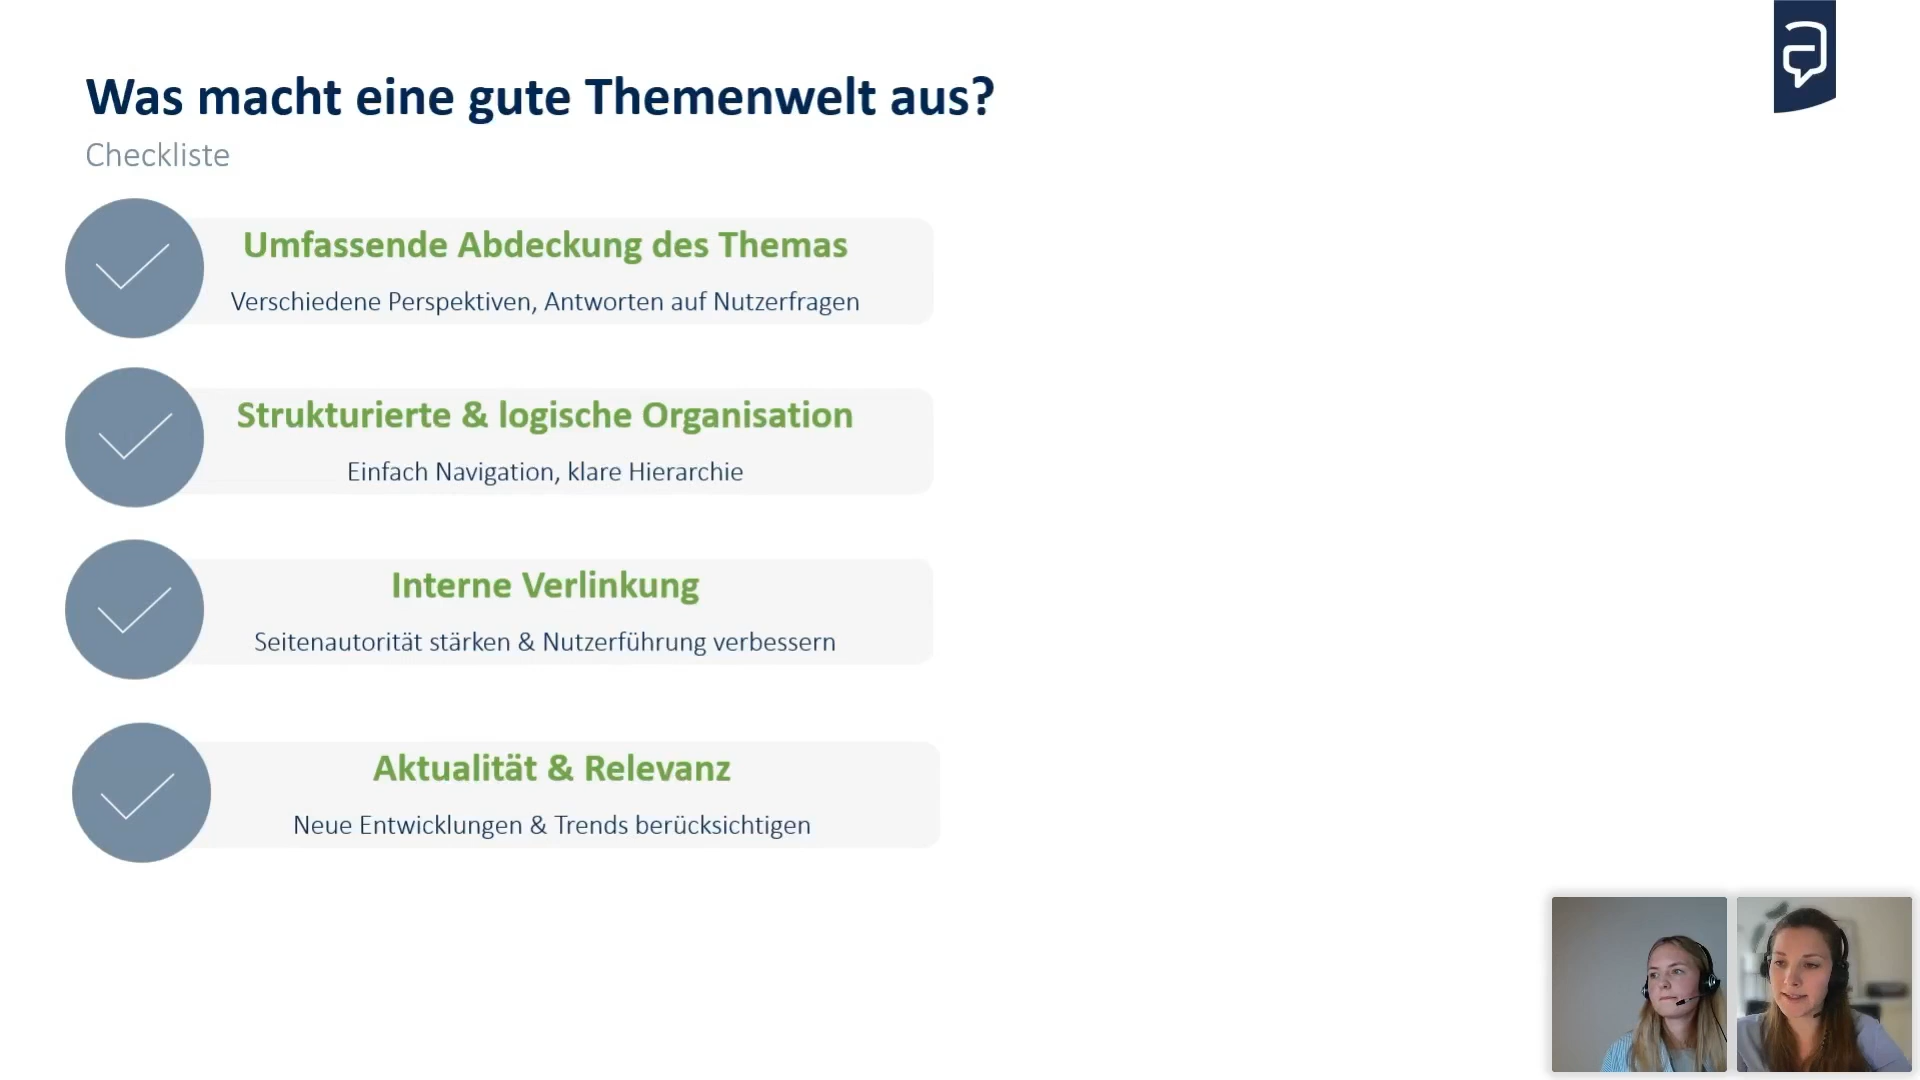 Was macht eine gute Themenwelt aus?
Checkliste
Umfassende Abdeckung des Themas
Verschiedene Perspektiven, Antworten auf Nutzerfragen
Strukturierte & logische Organisation
Einfach Navigation, klare Hierarchie
Interne Verlinkung
Seitenautorität stärken & Nutzerführung verbessern
Aktualität & Relevanz
Neue Entwicklungen & Trends berücksichtigen